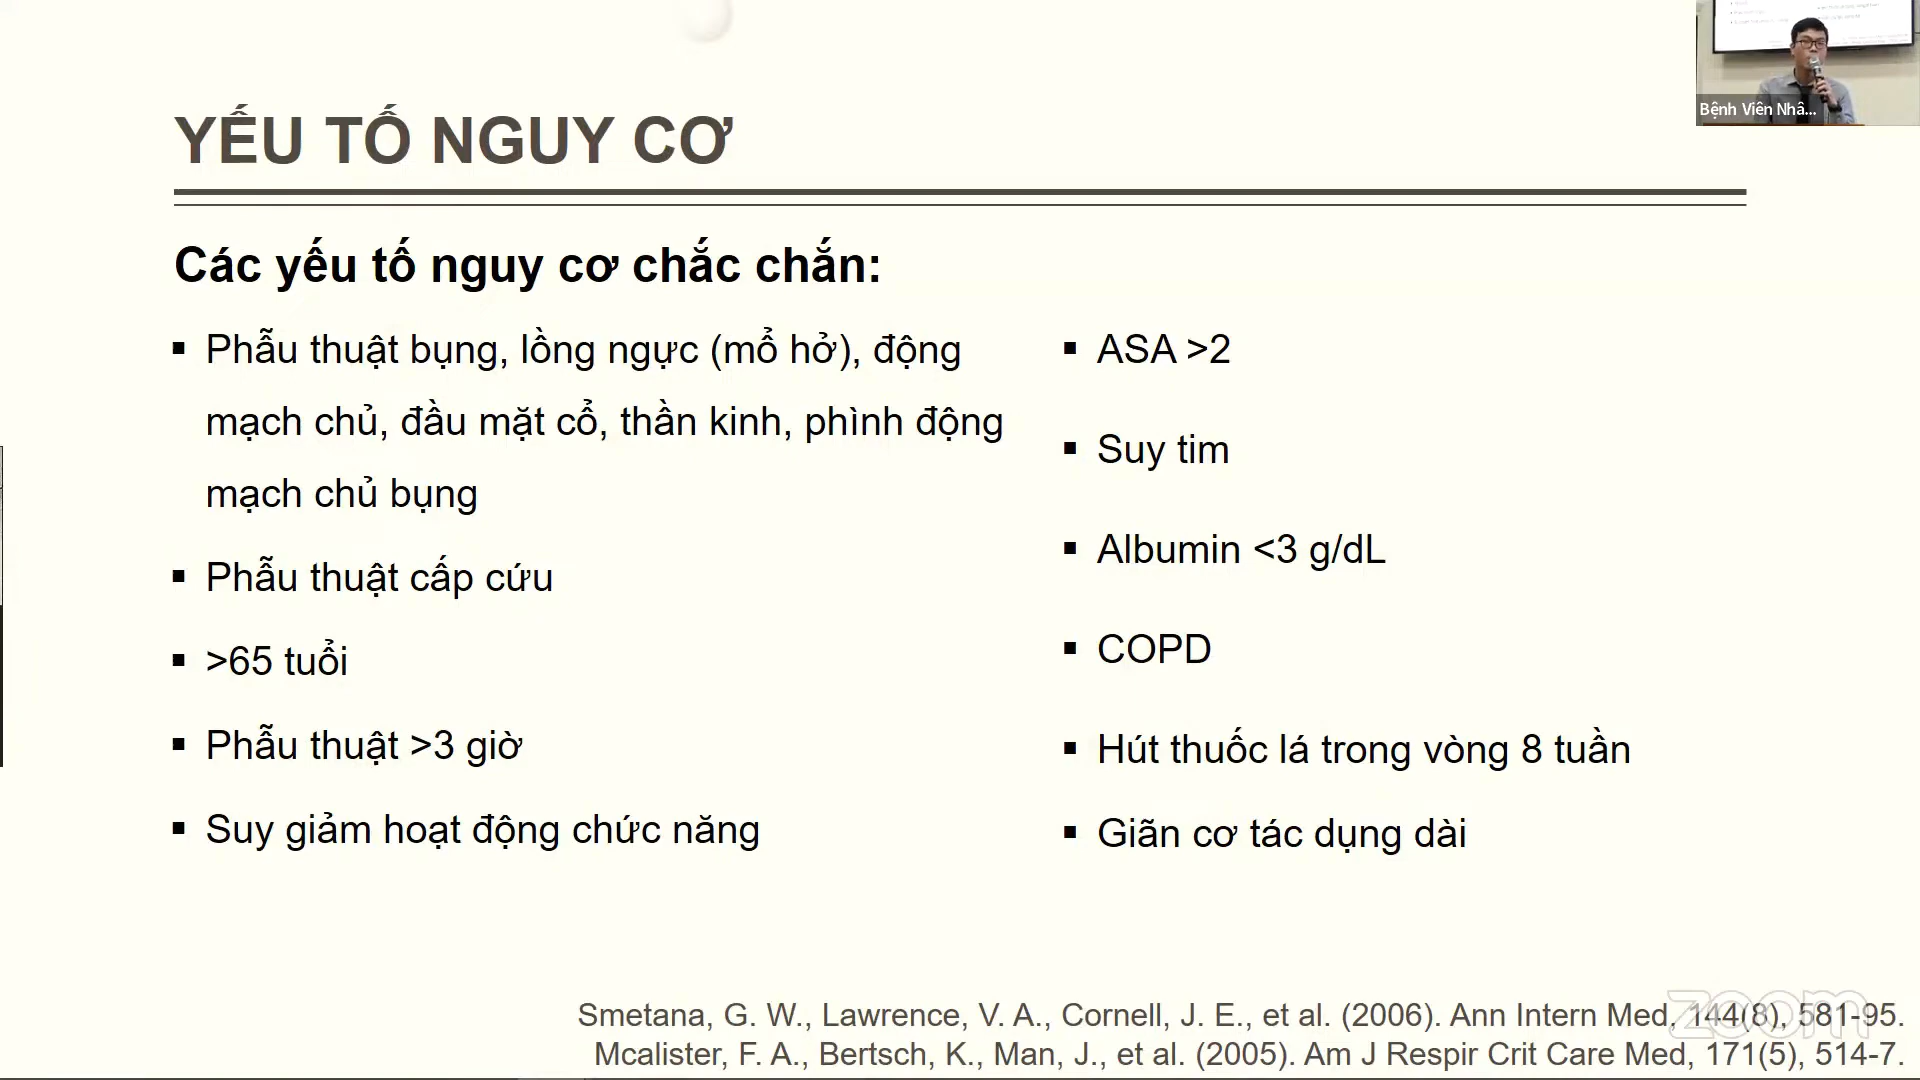 Bệnh Viên Nhâ...
YẾU TỐ NGUY CƠ
Các yếu tố nguy cơ chắc chắn:
▪ Phẫu thuật bụng, lồng ngực (mổ hở), động
mạch chủ, đầu mặt cổ, thần kinh, phình động
mạch chủ bụng
▪ Phẫu thuật cấp cứu
▪ >65 tuổi
▪ Phẫu thuật >3 giờ
▪ Suy giảm hoạt động chức năng
▪ ASA >2
▪ Suy tim
▪ Albumin <3 g/dL
▪ COPD
▪ Hút thuốc lá trong vòng 8 tuần
▪ Giãn cơ tác dụng dài
Smetana, G. W., Lawrence, V. A., Cornell, J. E., et al. (2006). Ann Intern Med, 144(8), 581-95.
Mcalister, F. A., Bertsch, K., Man, J., et al. (2005). Am J Respir Crit Care Med, 171(5), 514-7.
zoom